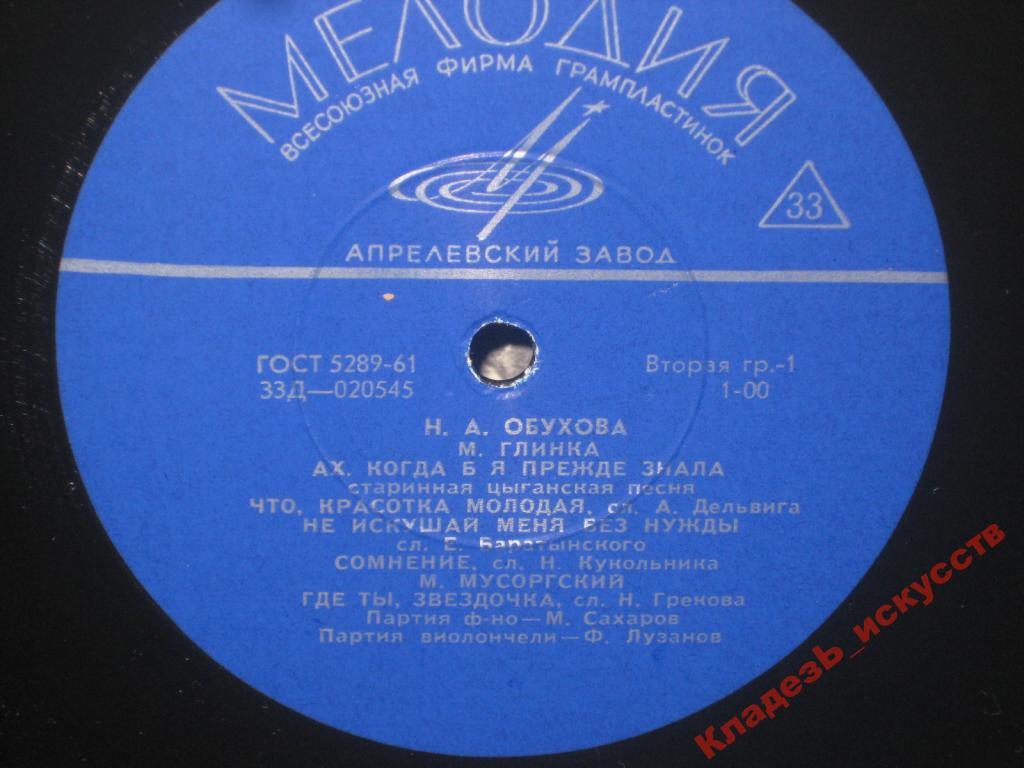 МЕЛОДИЯ
ВСЕСОЮЗНАЯ ФИРМА ГРАМПЛАСТИНОК
33
АПРЕЛЕВСКИЙ ЗАВОД
ГОСТ 5289-61
Вторая гр.-1
33Д—020545
1-00
Н. А. ОБУХОВА
М. ГЛИНКА
АХ, КОГДА Б Я ПРЕЖДЕ ЗНАЛА
старинная цыганская песня
ЧТО, КРАСОТКА МОЛОДАЯ, сл. А. Дельвига
НЕ ИСКУШАЙ МЕНЯ БЕЗ НУЖДЫ
сл. Е. Баратынского
СОМНЕНИЕ, сл. Н. Кукольника
М. МУСОРГСКИЙ
ГДЕ ТЫ, ЗВЕЗДОЧКА, сл. Н. Грекова
Партия ф-но—М. Сахаров
Партия виолончели—Ф. Лузанов
КладезЬ_искусств